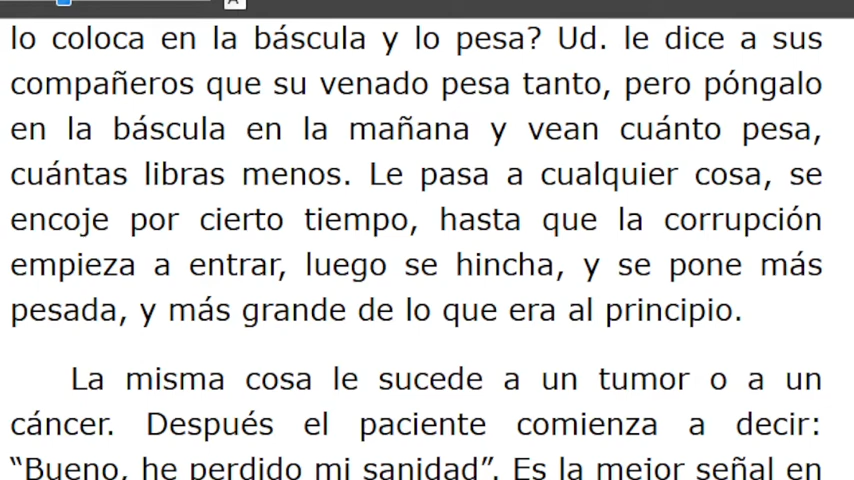 lo coloca en la báscula y lo pesa? Ud. le dice a sus
compañeros que su venado pesa tanto, pero póngalo
en la báscula en la mañana y vean cuánto pesa,
cuántas libras menos. Le pasa a cualquier cosa, se
encoje por cierto tiempo, hasta que la corrupción
empieza a entrar, luego se hincha, y se pone más
pesada, y más grande de lo que era al principio.
La misma cosa le sucede a un tumor o a un
cáncer. Después el paciente comienza a decir:
“Bueno, he perdido mi sanidad”. Es la mejor señal en